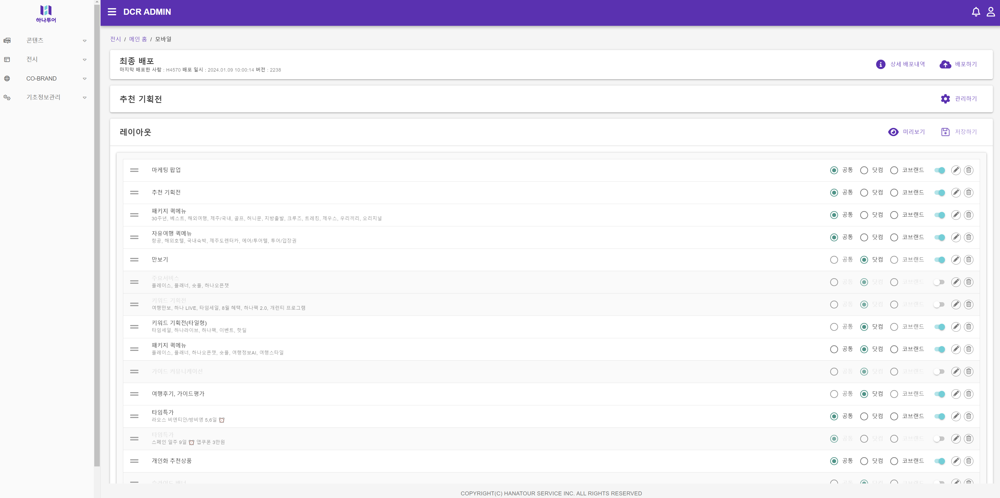 하나투어
DCR ADMIN
콘텐츠
전시
CO-BRAND
기초정보관리
전시 / 메인 홈 / 모바일
최종 배포
마지막 배포한 사람 : H4570 배포 일시 : 2024.01.09 10:00:14 버전 : 2238
상세 배포내역 배포하기
추천 기획전 관리하기
레이아웃 미리보기 저장하기
마케팅 팝업 공통 닷컴 코브랜드
추천 기획전 공통 닷컴 코브랜드
패키지 퀵메뉴 공통 닷컴 코브랜드
30주년, 베스트, 해외여행, 제주/국내, 골프, 허니문, 지방출발, 크루즈, 트레킹, 제우스, 우리끼리, 오리지널
자유여행 퀵메뉴 공통 닷컴 코브랜드
항공, 해외호텔, 국내숙박, 제주도렌터카, 에어/투어텔, 투어/입장권
만보기 공통 닷컴 코브랜드
주요서비스 공통 닷컴 코브랜드
플레이스, 플래너, 숏플, 하나오픈챗
키워드 기획전 공통 닷컴 코브랜드
여행만보, 하나 LIVE, 타임세일, 8월 혜택, 하나팩 2.0, 개런티 프로그램
키워드 기획전(타일형) 공통 닷컴 코브랜드
타임세일, 하나라이브, 하나팩, 이벤트, 핫딜
패키지 퀵메뉴 공통 닷컴 코브랜드
플레이스, 플래너, 하나오픈챗, 숏플, 여행정보AI, 여행스타일
가이드 커뮤니케이션 공통 닷컴 코브랜드
여행후기, 가이드평가 공통 닷컴 코브랜드
타임특가 공통 닷컴 코브랜드
라오스 비엔티안/방비엥 5,6일 ⏰
타임특가 공통 닷컴 코브랜드
스페인 일주 9일 ⏰ 앱쿠폰 3만원
개인화 추천상품 공통 닷컴 코브랜드
슬라이드 배너 공통 닷컴 코브랜드
COPYRIGHT(C) HANATOUR SERVICE INC. ALL RIGHTS RESERVED